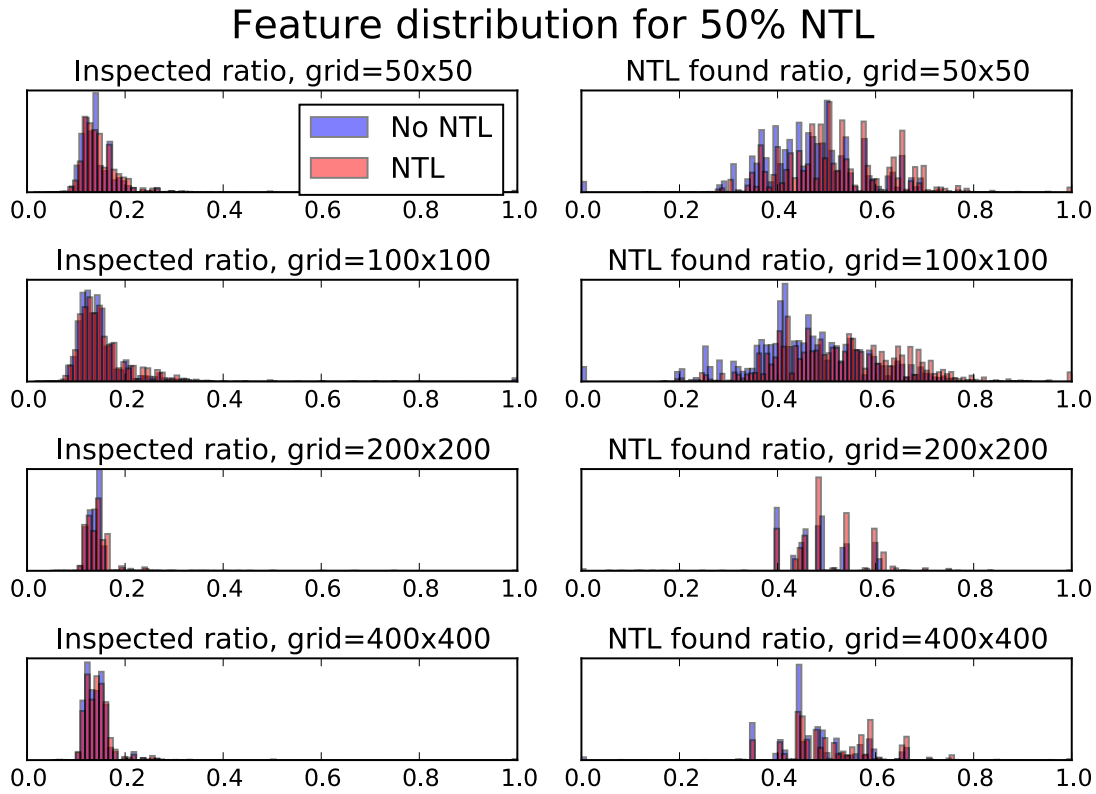 Feature distribution for 50% NTL
Inspected ratio, grid=50x50
NTL found ratio, grid=50x50
No NTL
NTL
0.0 0.2 0.4 0.6 0.8 1.0
0.0 0.2 0.4 0.6 0.8 1.0
Inspected ratio, grid=100x100
NTL found ratio, grid=100x100
0.0 0.2 0.4 0.6 0.8 1.0
0.0 0.2 0.4 0.6 0.8 1.0
Inspected ratio, grid=200x200
NTL found ratio, grid=200x200
0.0 0.2 0.4 0.6 0.8 1.0
0.0 0.2 0.4 0.6 0.8 1.0
Inspected ratio, grid=400x400
NTL found ratio, grid=400x400
0.0 0.2 0.4 0.6 0.8 1.0
0.0 0.2 0.4 0.6 0.8 1.0